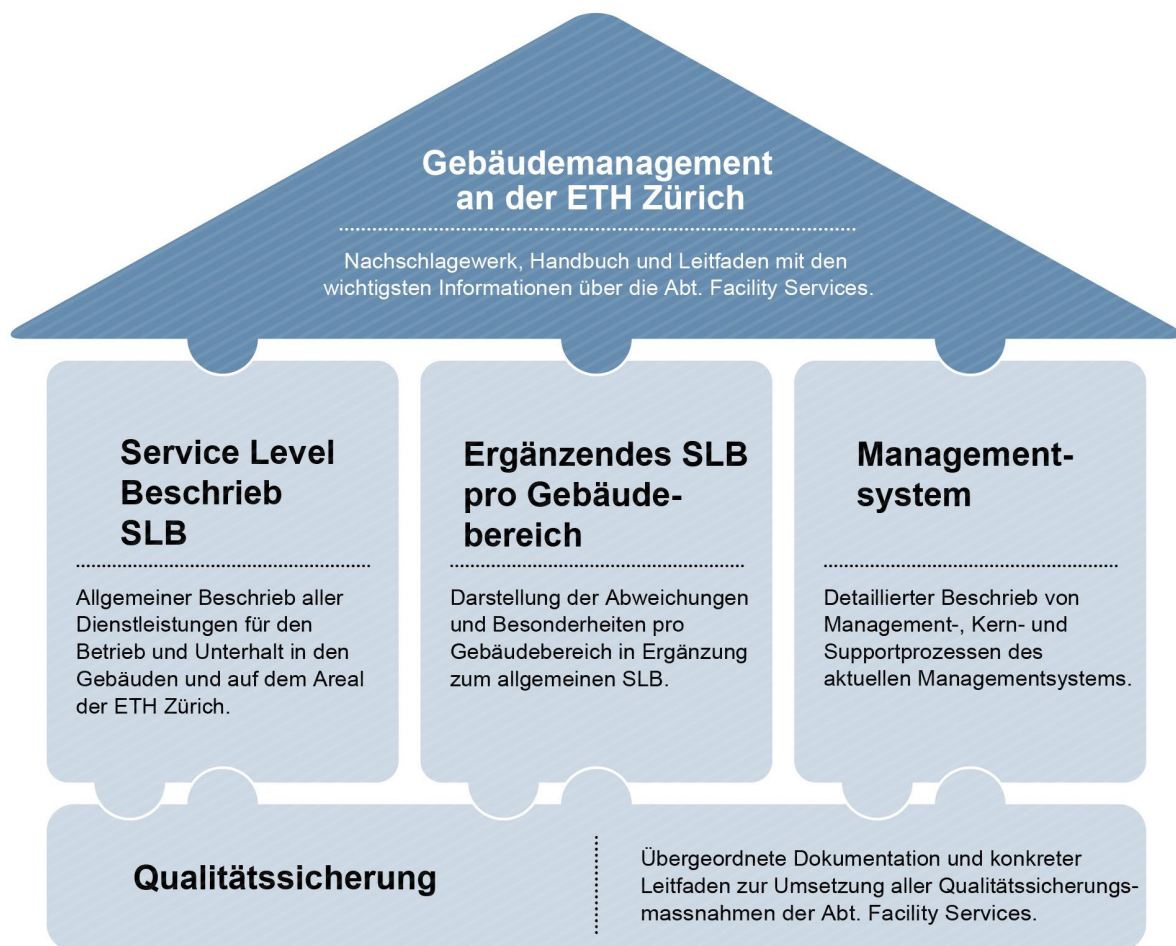 Gebäudemanagement
an der ETH Zürich
Nachschlagewerk, Handbuch und Leitfaden mit den
wichtigsten Informationen über die Abt. Facility Services.
Service Level
Beschrieb
SLB
Allgemeiner Beschrieb aller
Dienstleistungen für den
Betrieb und Unterhalt in den
Gebäuden und auf dem Areal
der ETH Zürich.
Ergänzendes SLB
pro Gebäude-
bereich
Darstellung der Abweichungen
und Besonderheiten pro
Gebäudebereich in Ergänzung
zum allgemeinen SLB.
Management-
system
Detaillierter Beschrieb von
Management-, Kern- und
Supportprozessen des
aktuellen Managementsystems.
Qualitätssicherung
Übergeordnete Dokumentation und konkreter
Leitfaden zur Umsetzung aller Qualitätssicherungs-
massnahmen der Abt. Facility Services.